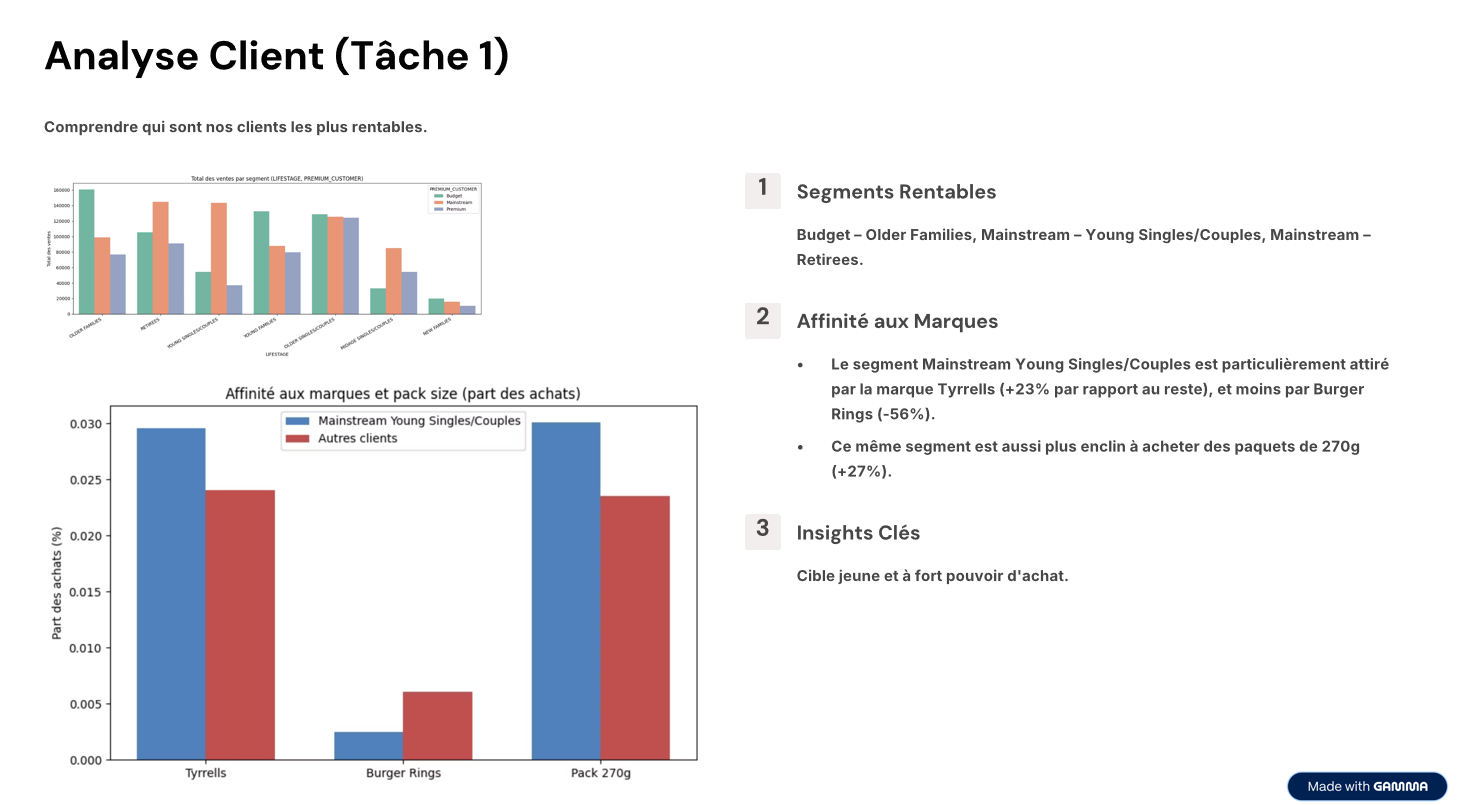 Analyse Client (Tâche 1)
Comprendre qui sont nos clients les plus rentables.
Total des ventes par segment (LIFESTAGE, PREMIUM_CUSTOMER)
PREMIUM_CUSTOMER
Budget
Mainstream
Premium
Total des ventes
160000
140000
120000
100000
80000
60000
40000
20000
0
OLDER FAMILIES
RETIREES
YOUNG SINGLES/COUPLES
YOUNG FAMILIES
OLDER SINGLES/COUPLES
MIDAGE SINGLES/COUPLES
NEW FAMILIES
LIFESTAGE
Affinité aux marques et pack size (part des achats)
Mainstream Young Singles/Couples
Autres clients
Part des achats (%)
0.030
0.025
0.020
0.015
0.010
0.005
0.000
Tyrrells
Burger Rings
Pack 270g
1
Segments Rentables
Budget – Older Families, Mainstream – Young Singles/Couples, Mainstream –
Retirees.
2
Affinité aux Marques
• Le segment Mainstream Young Singles/Couples est particulièrement attiré
par la marque Tyrrells (+23% par rapport au reste), et moins par Burger
Rings (-56%).
• Ce même segment est aussi plus enclin à acheter des paquets de 270g
(+27%).
3
Insights Clés
Cible jeune et à fort pouvoir d'achat.
Made with GAMMA